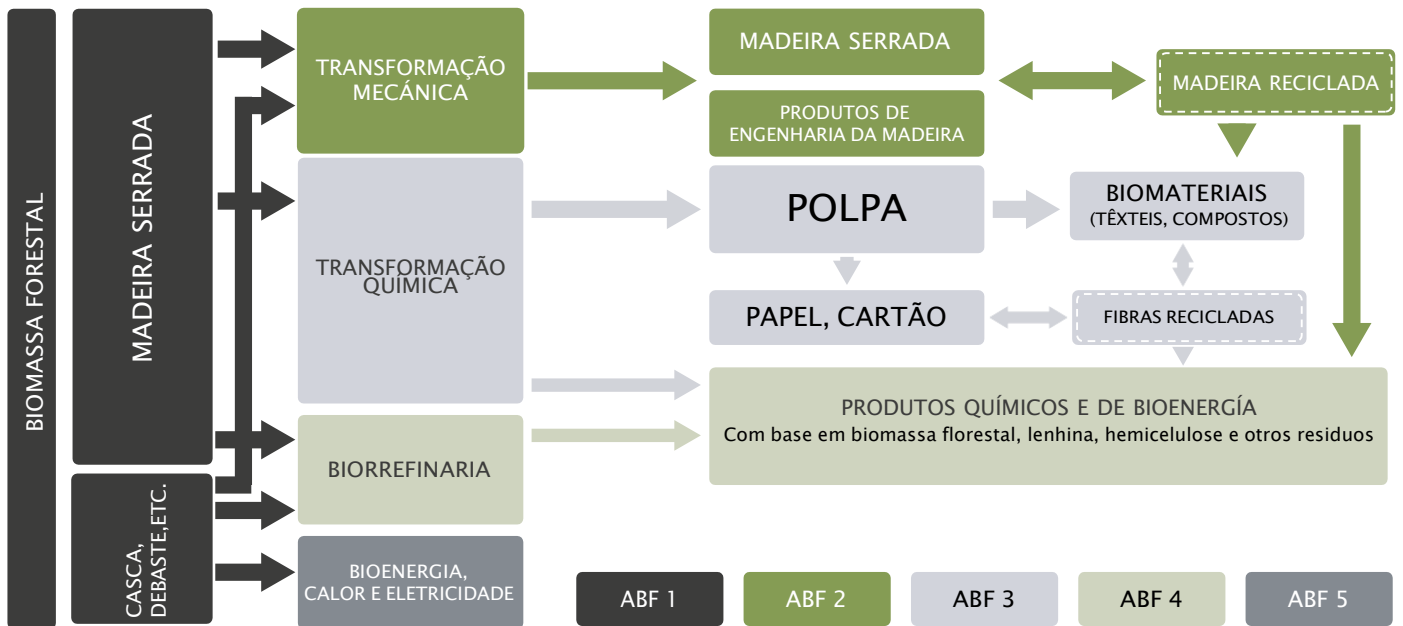 BIOMASSA FORESTAL
MADEIRA SERRADA
CASCA,
DEBASTE,ETC.
TRANSFORMAÇÃO
MECÁNICA
TRANSFORMAÇÃO
QUÍMICA
BIORREFINARIA
BIOENERGIA,
CALOR E ELETRICIDADE
MADEIRA SERRADA
PRODUTOS DE
ENGENHARIA DA MADEIRA
MADEIRA RECICLADA
POLPA
BIOMATERIAIS
(TÊXTEIS, COMPOSTOS)
PAPEL, CARTÃO
FIBRAS RECICLADAS
PRODUTOS QUÍMICOS E DE BIOENERGÍA
Com base em biomassa florestal, lenhina, hemicelulose e otros residuos
ABF 1
ABF 2
ABF 3
ABF 4
ABF 5